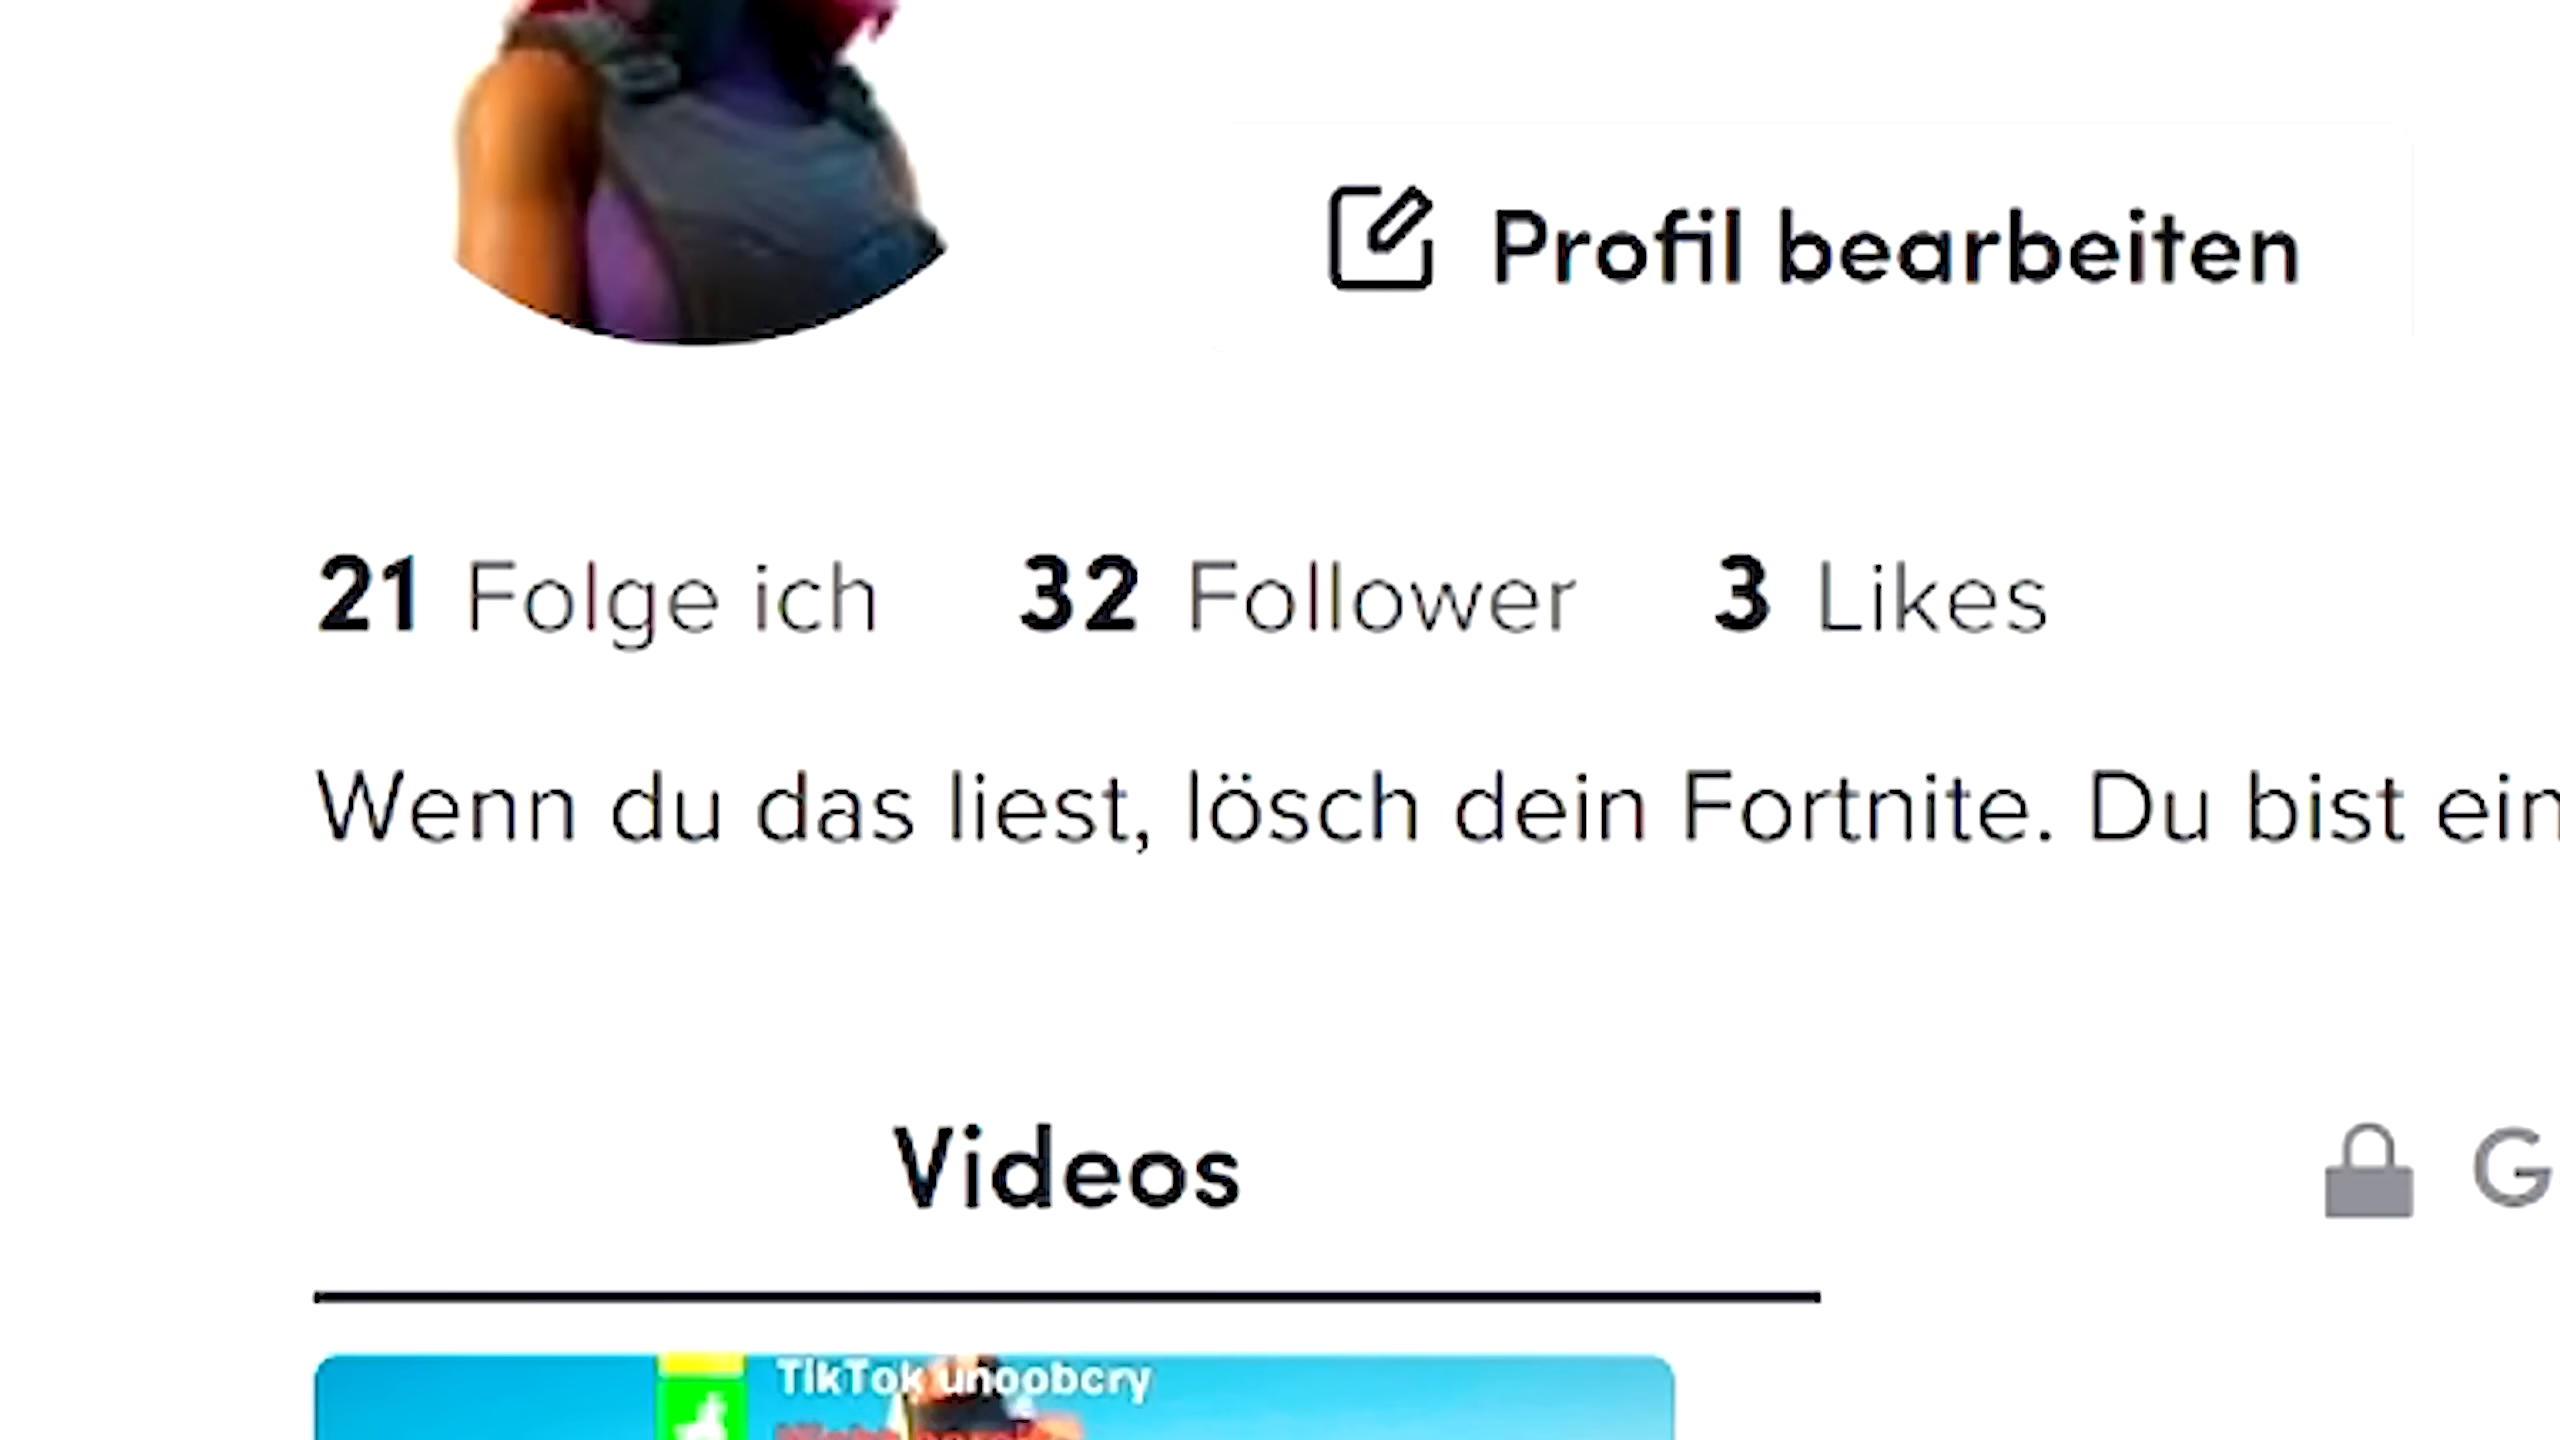 Profil bearbeiten
21 Folge ich 32 Follower 3 Likes
Wenn du das liest, lösch dein Fortnite. Du bist ein
Videos G
TikTok unoobcry